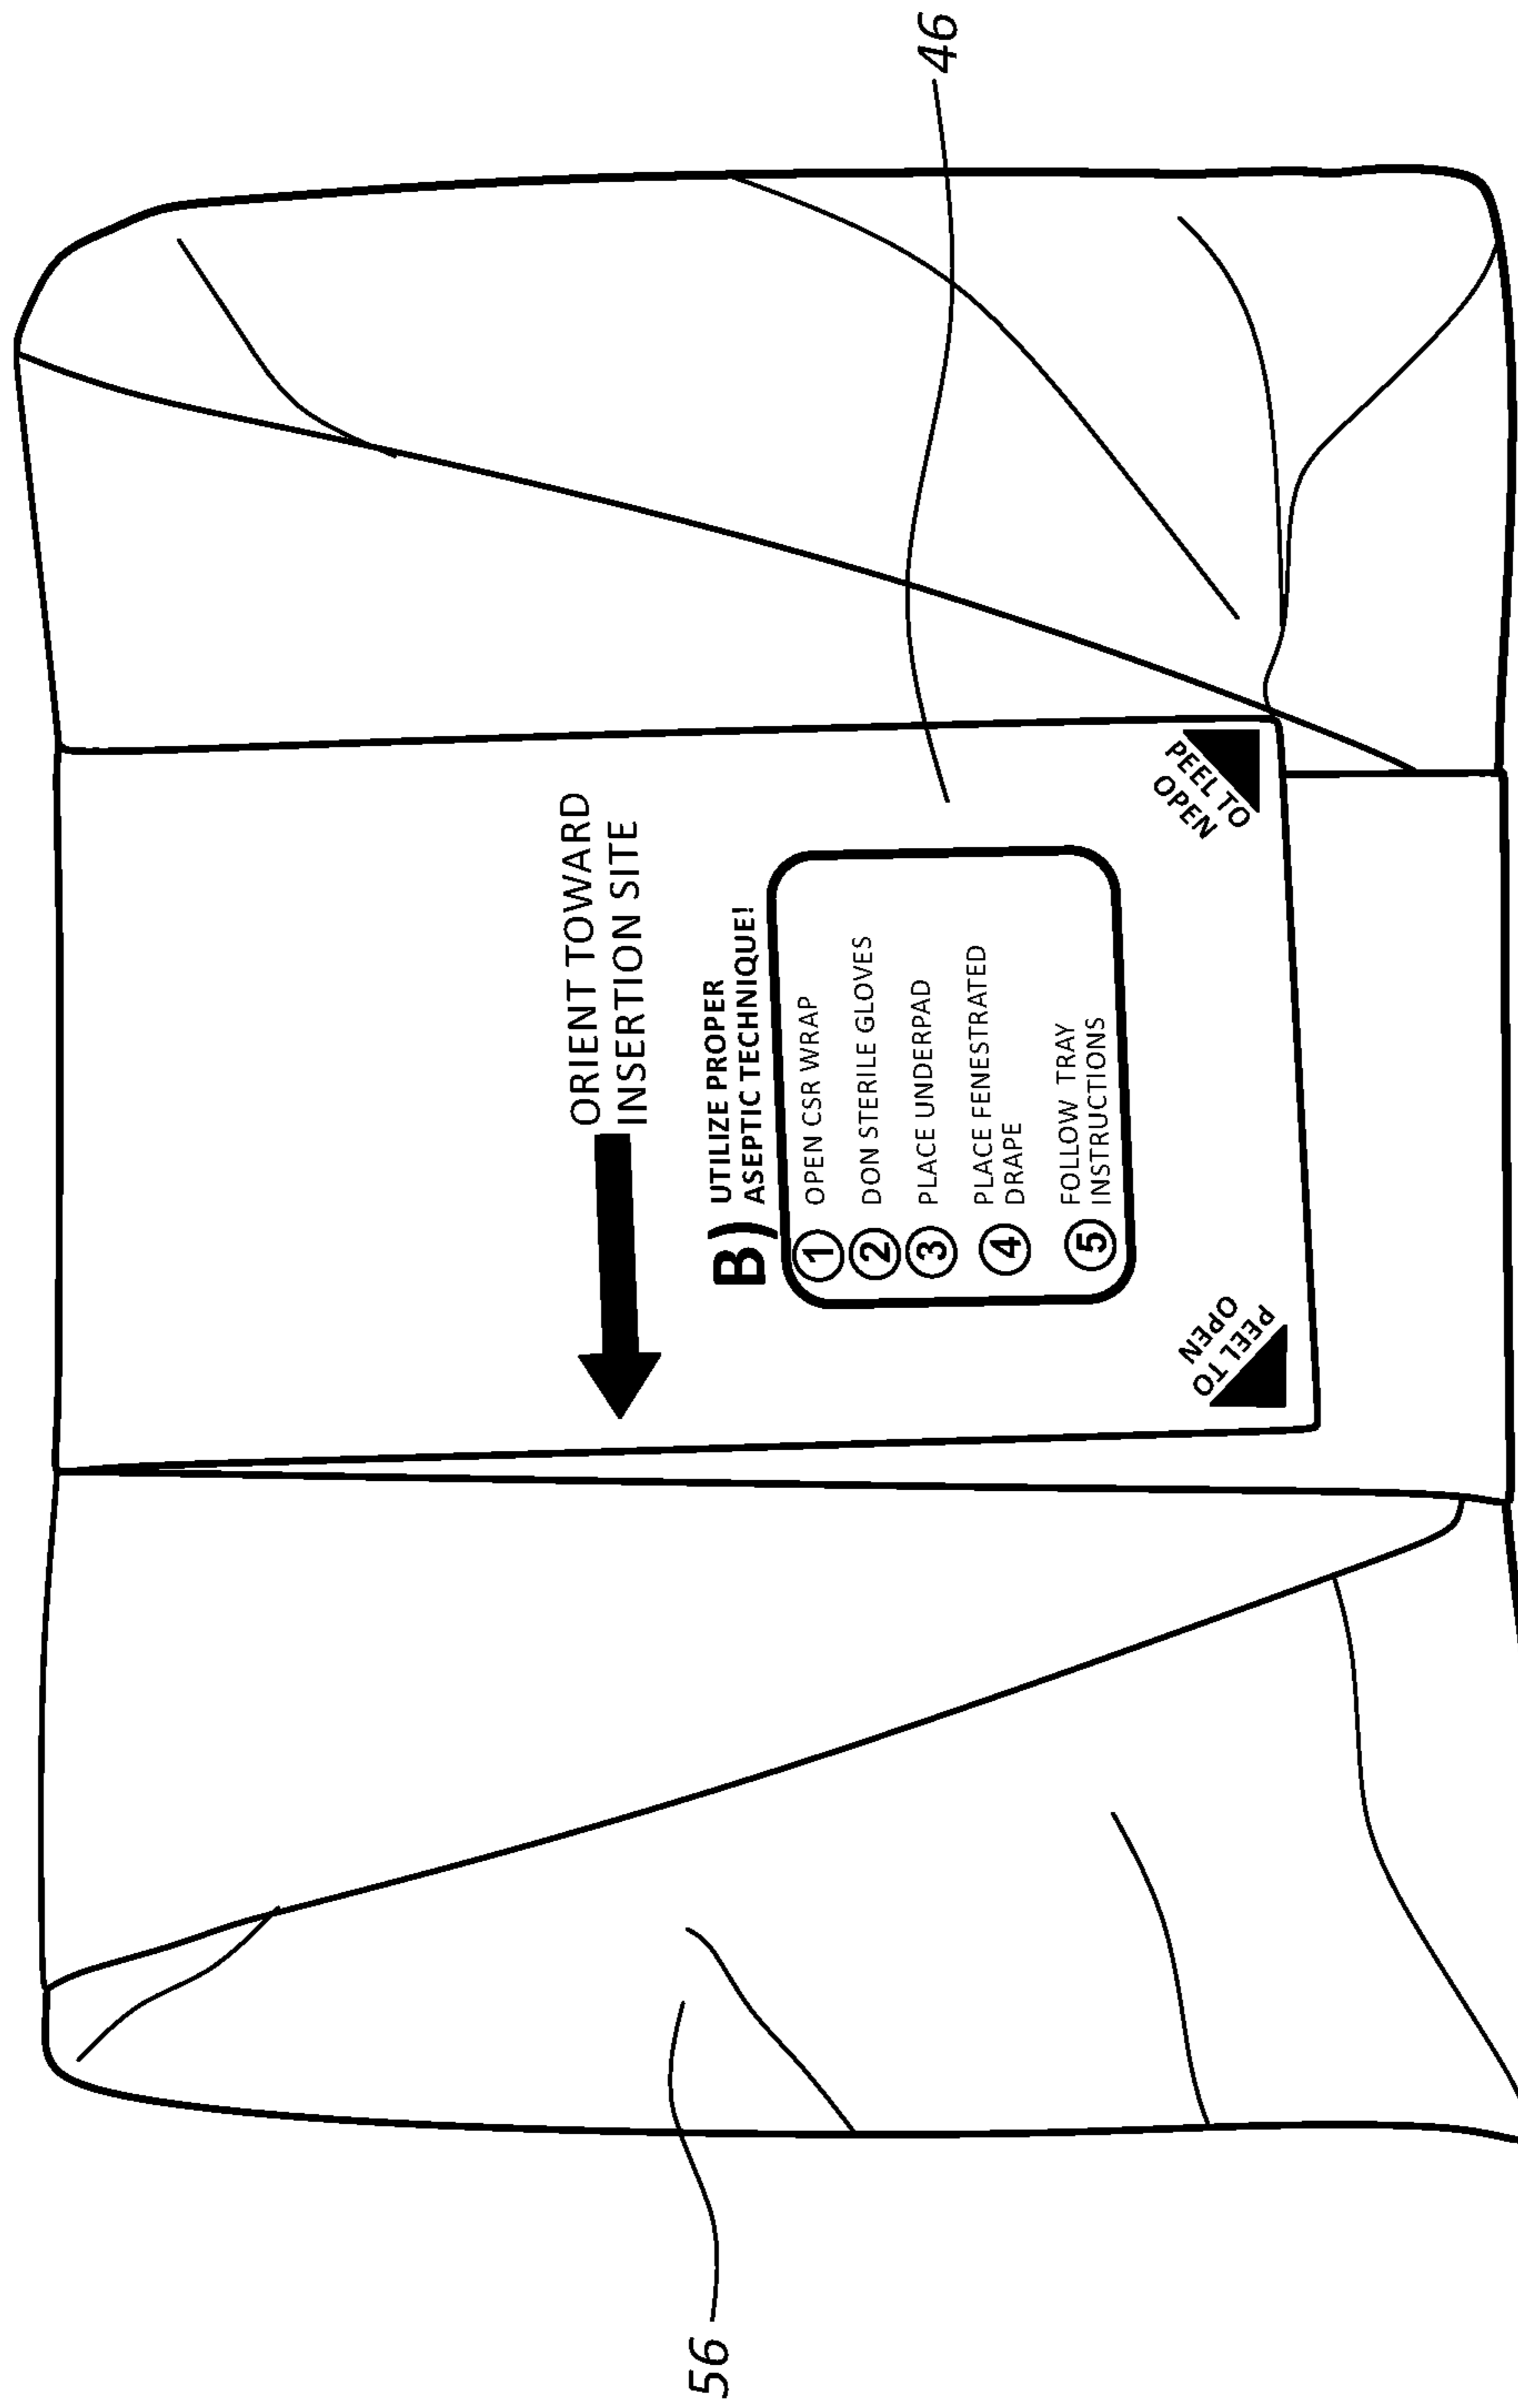 46
ORIENT TOWARD
INSERTION SITE
B) UTILIZE PROPER
ASEPTIC TECHNIQUE!
1 OPEN CSR WRAP
2 DON STERILE GLOVES
3 PLACE UNDERPAD
4 PLACE FENESTRATED
DRAPE
5 FOLLOW TRAY
INSTRUCTIONS
PEEL TO
OPEN
PEEL TO
OPEN
56